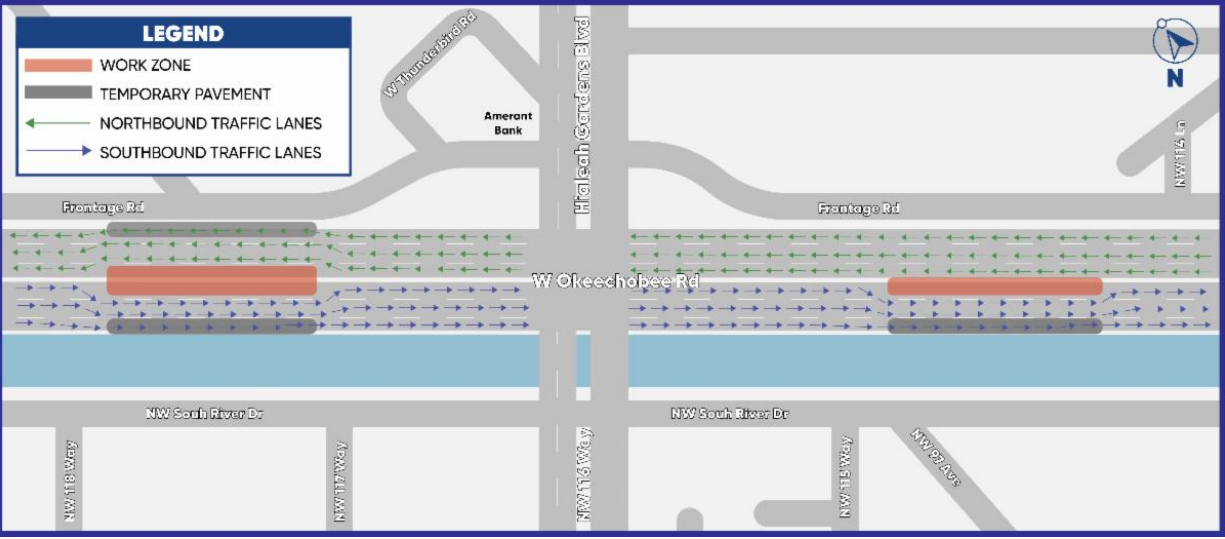 LEGEND
WORK ZONE
TEMPORARY PAVEMENT
NORTHBOUND TRAFFIC LANES
SOUTHBOUND TRAFFIC LANES
W Thunderbird Rd
Amerant
Bank
Hialeah Gardens Blvd
N
NW 114 Ln
Frontage Rd
Frontage Rd
W Okeechobee Rd
NW Souh River Dr
NW Souh River Dr
NW 118 Way
NW 117 Way
NW 116 Way
NW 115 Way
NW 97 Ave